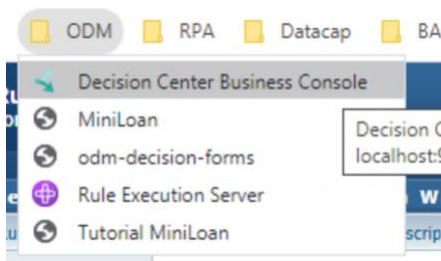 ODM RPA Datacap BA
Decision Center Business Console
MiniLoan
Decision C
odm-decision-forms
localhost:9
Rule Execution Server
Tutorial MiniLoan
scrip